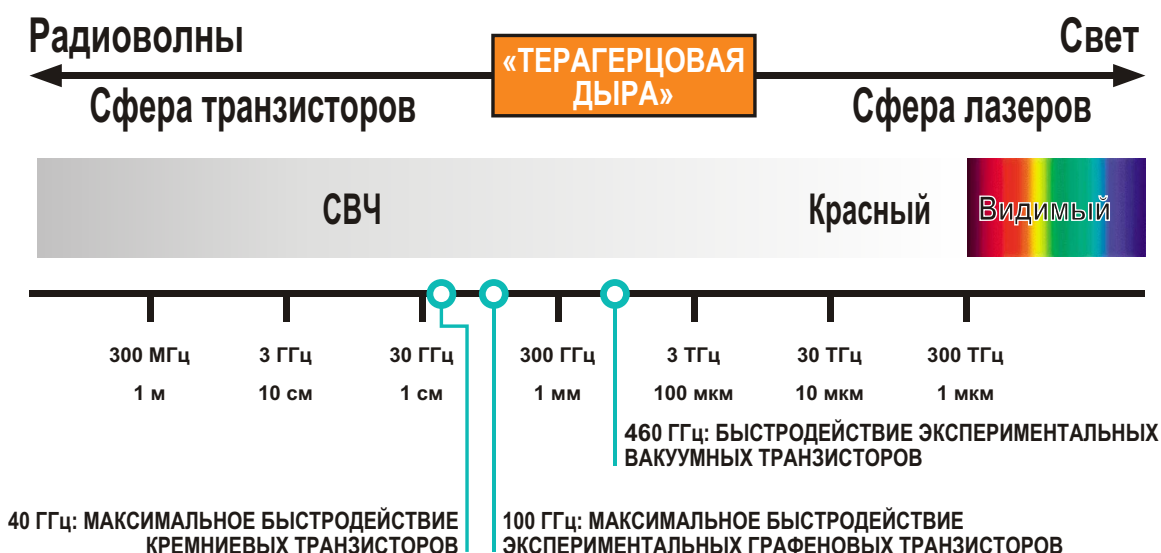 Радиоволны
«ТЕРАГЕРЦОВАЯ
ДЫРА»
Свет
Сфера транзисторов
Сфера лазеров
СВЧ
Красный
Видимый
300 МГц
3 ГГц
30 ГГц
300 ГГц
3 ТГц
30 ТГц
300 ТГц
1 м
10 см
1 см
1 мм
100 мкм
10 мкм
1 мкм
460 ГГц: БЫСТРОДЕЙСТВИЕ ЭКСПЕРИМЕНТАЛЬНЫХ
ВАКУУМНЫХ ТРАНЗИСТОРОВ
40 ГГц: МАКСИМАЛЬНОЕ БЫСТРОДЕЙСТВИЕ
КРЕМНИЕВЫХ ТРАНЗИСТОРОВ
100 ГГц: МАКСИМАЛЬНОЕ БЫСТРОДЕЙСТВИЕ
ЭКСПЕРИМЕНТАЛЬНЫХ ГРАФЕНОВЫХ ТРАНЗИСТОРОВ